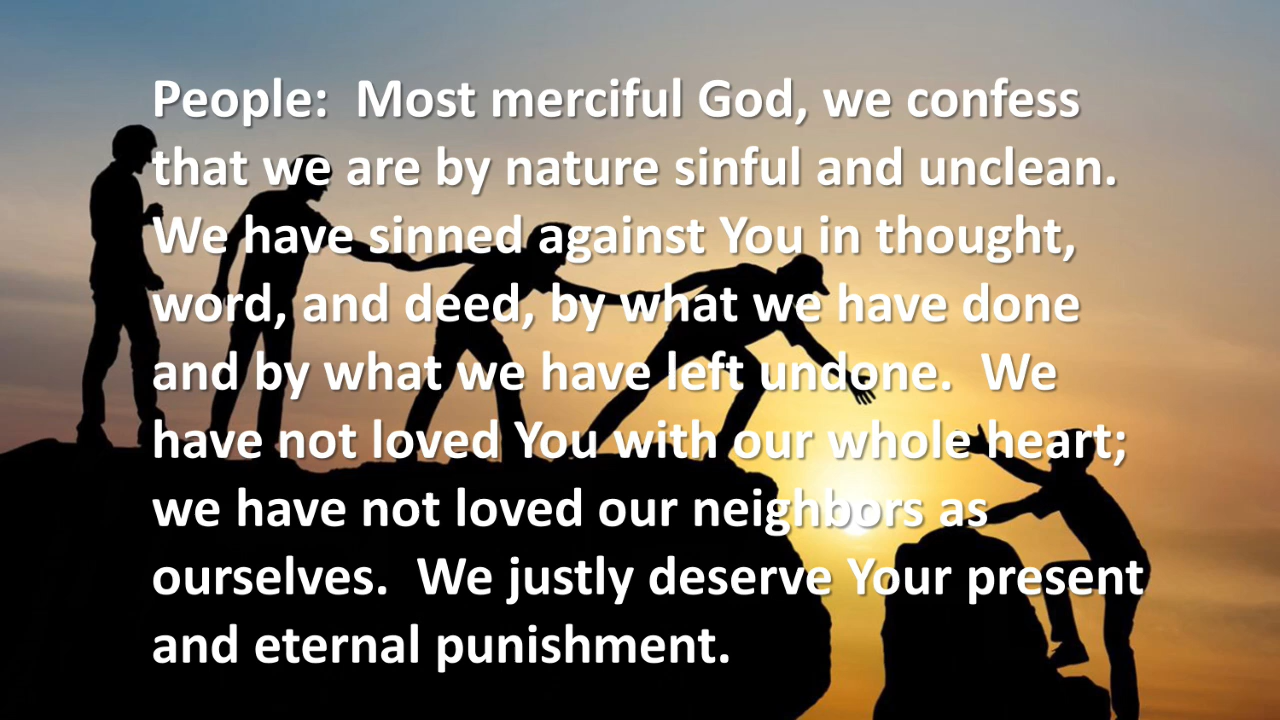 People:  Most merciful God, we confess
that we are by nature sinful and unclean.
We have sinned against You in thought,
word, and deed, by what we have done
and by what we have left undone.  We
have not loved You with our whole heart;
we have not loved our neighbors as
ourselves.  We justly deserve Your present
and eternal punishment.